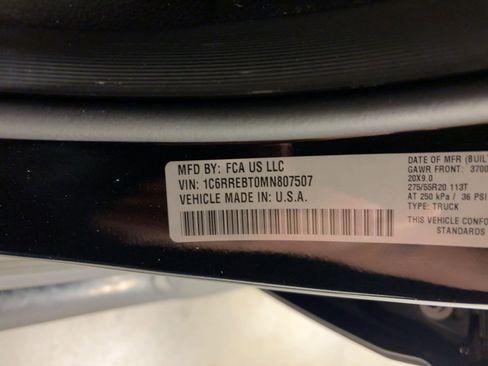 MFD BY: FCA US LLC
VIN: 1C6RREBT0MN807507
VEHICLE MADE IN: U.S.A.
DATE OF MFR (BUIL
GAWR FRONT: 3700
20X9.0
275/55R20 113T
AT 250 kPa / 36 PSI
TYPE: TRUCK
THIS VEHICLE CONFO
STANDARDS